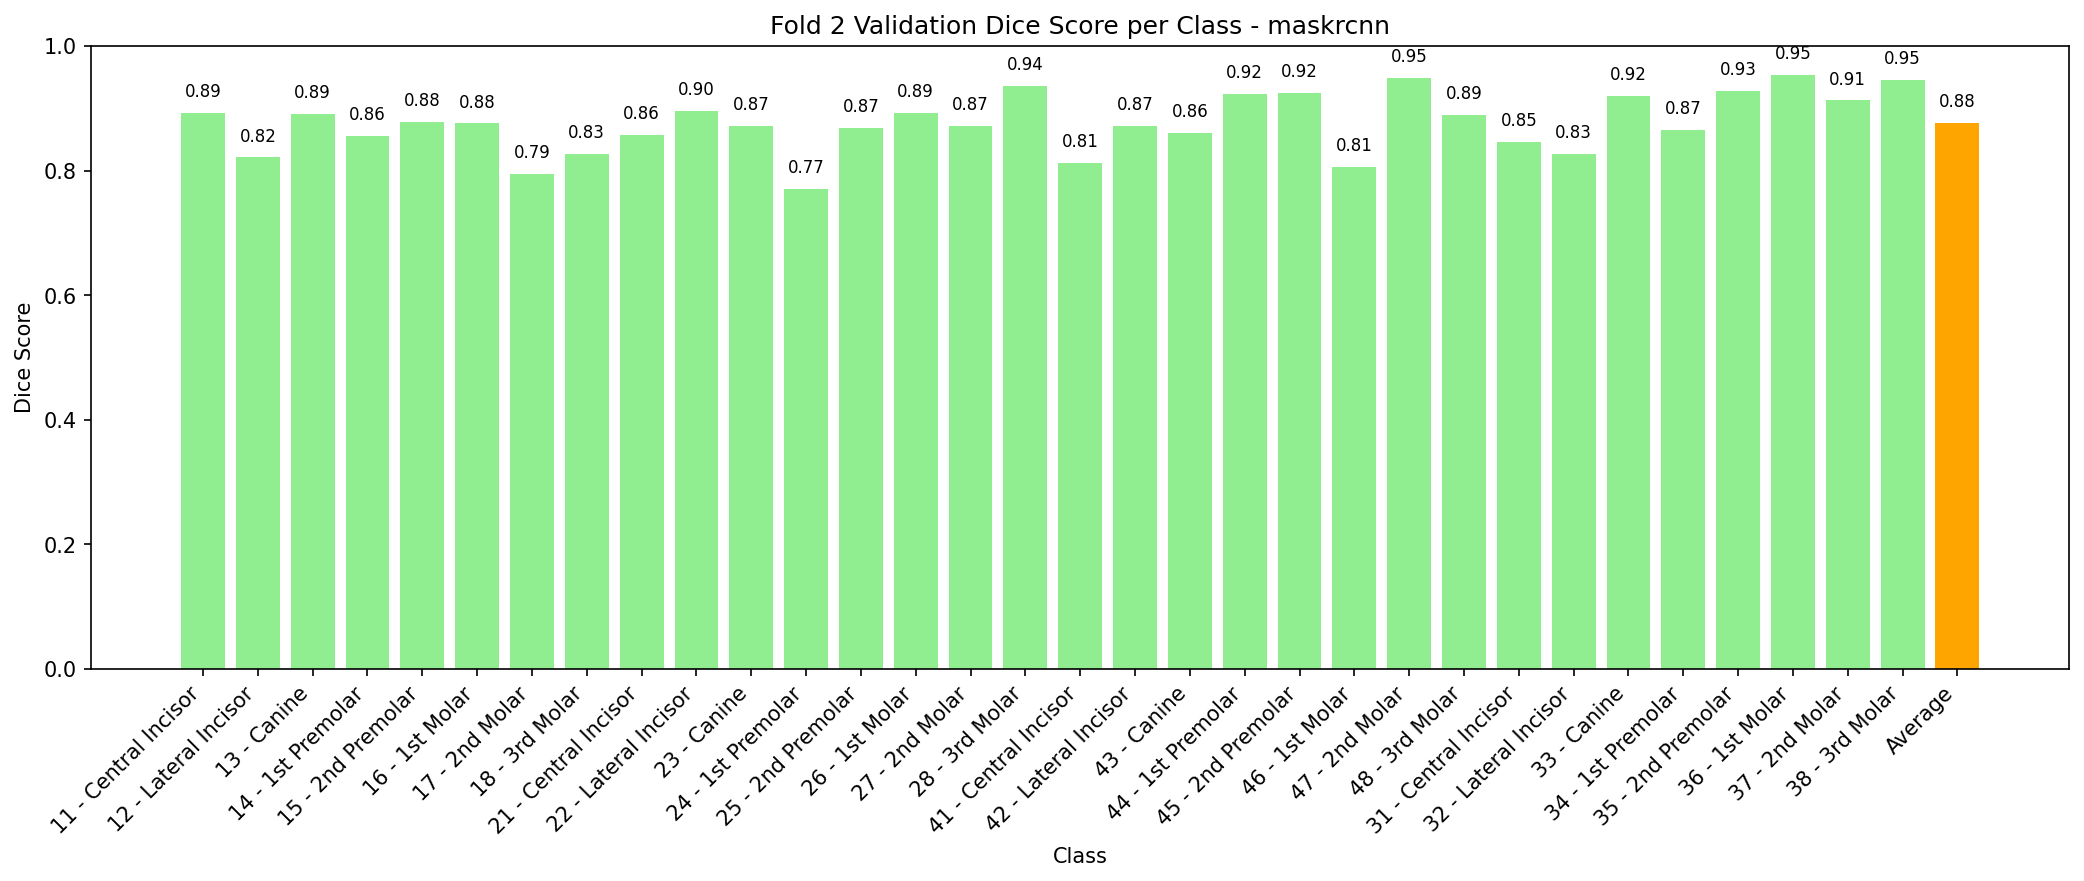 Fold 2 Validation Dice Score per Class - maskrcnn
Dice Score
1.0
0.8
0.6
0.4
0.2
0.0
0.89
0.82
0.89
0.86
0.88
0.88
0.79
0.83
0.86
0.90
0.87
0.77
0.87
0.89
0.87
0.94
0.81
0.87
0.86
0.92
0.92
0.81
0.95
0.89
0.85
0.83
0.92
0.87
0.93
0.95
0.91
0.95
0.88
11 - Central Incisor
12 - Lateral Incisor
13 - Canine
14 - 1st Premolar
15 - 2nd Premolar
16 - 1st Molar
17 - 2nd Molar
18 - 3rd Molar
21 - Central Incisor
22 - Lateral Incisor
23 - Canine
24 - 1st Premolar
25 - 2nd Premolar
26 - 1st Molar
27 - 2nd Molar
28 - 3rd Molar
41 - Central Incisor
42 - Lateral Incisor
43 - Canine
44 - 1st Premolar
45 - 2nd Premolar
46 - 1st Molar
47 - 2nd Molar
48 - 3rd Molar
31 - Central Incisor
32 - Lateral Incisor
33 - Canine
34 - 1st Premolar
35 - 2nd Premolar
36 - 1st Molar
37 - 2nd Molar
38 - 3rd Molar
Average
Class